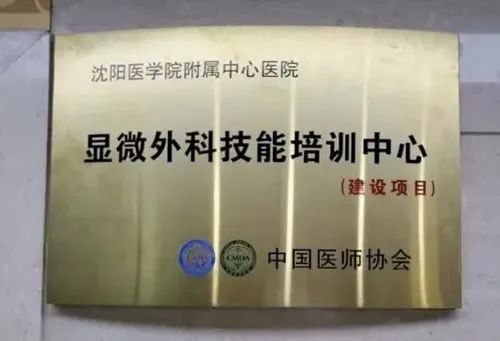 沈阳医学院附属中心医院
显微外科技能培训中心
(建设项目)
CMDA
中国医师协会